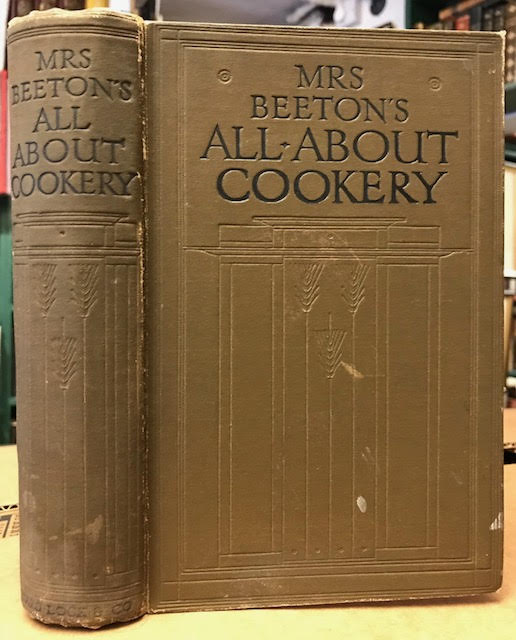 MRS
BEETON'S
ALL
ABOUT
COOKERY
LOCK & CO
MRS
BEETON'S
ALL·ABOUT
COOKERY